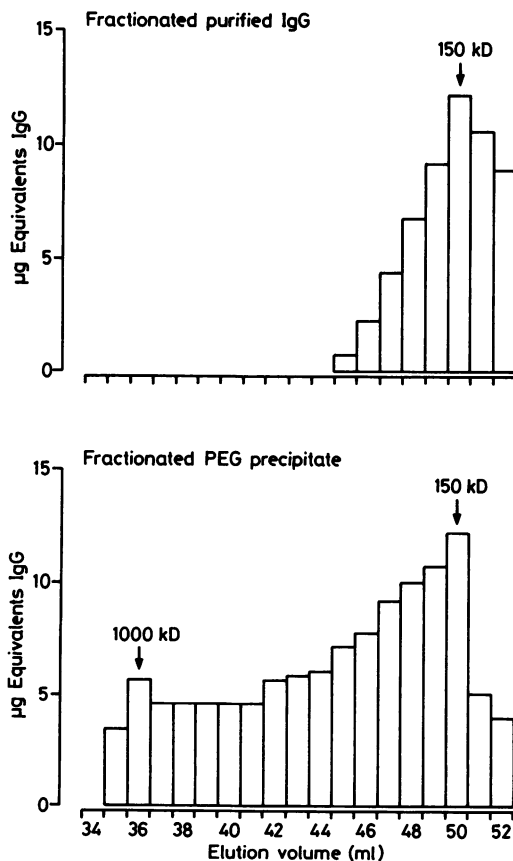 Fractionated purified IgG
150 kD
µg Equivalents IgG
15
10
5
0
Fractionated PEG precipitate
150 kD
1000 kD
µg Equivalents IgG
15
10
5
0
34 36 38 40 42 44 46 48 50 52
Elution volume (ml)